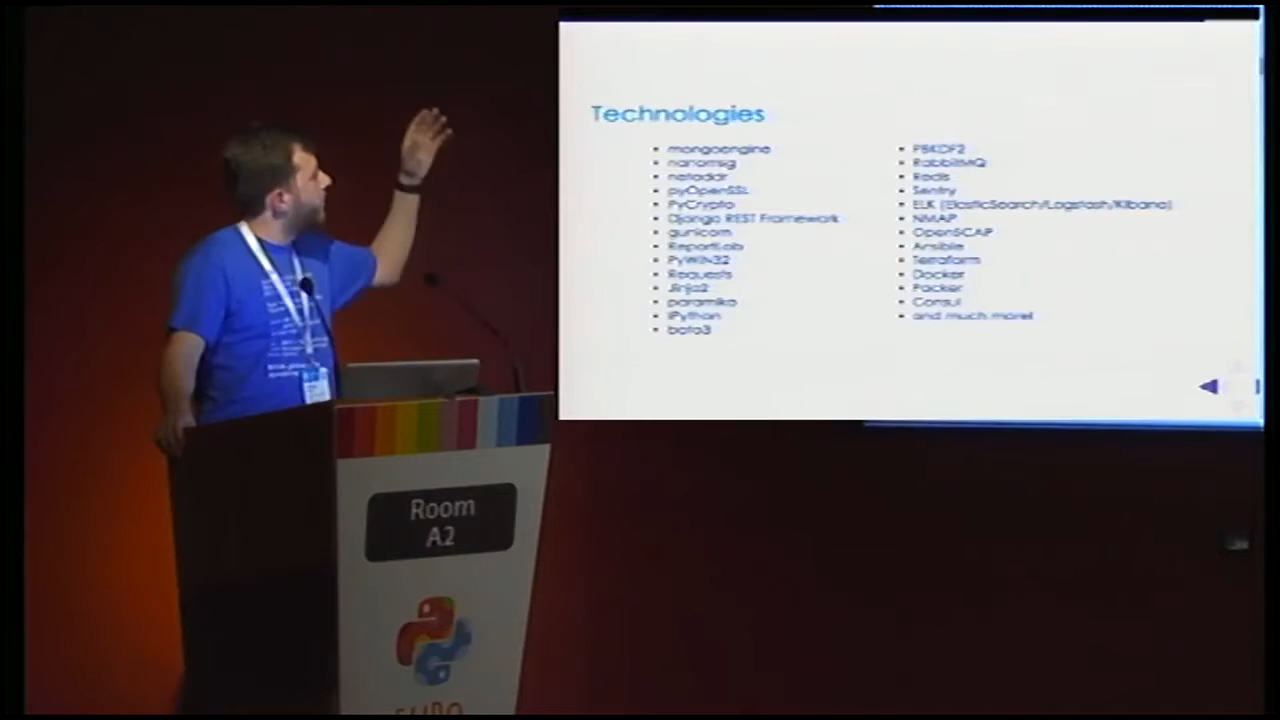 Technologies
mongoengine
nanomsg
netaddr
pyOpenSSL
PyCrypto
Django REST Framework
gunicorn
ReportLab
PyWIN32
Requests
Jinja2
paramiko
IPython
boto3
PBKDF2
RabbitMQ
Redis
Sentry
ELK (ElasticSearch/Logstash/Kibana)
NMAP
OpenSCAP
Ansible
Terraform
Docker
Packer
Consul
and much more!
Room
A2
EURO